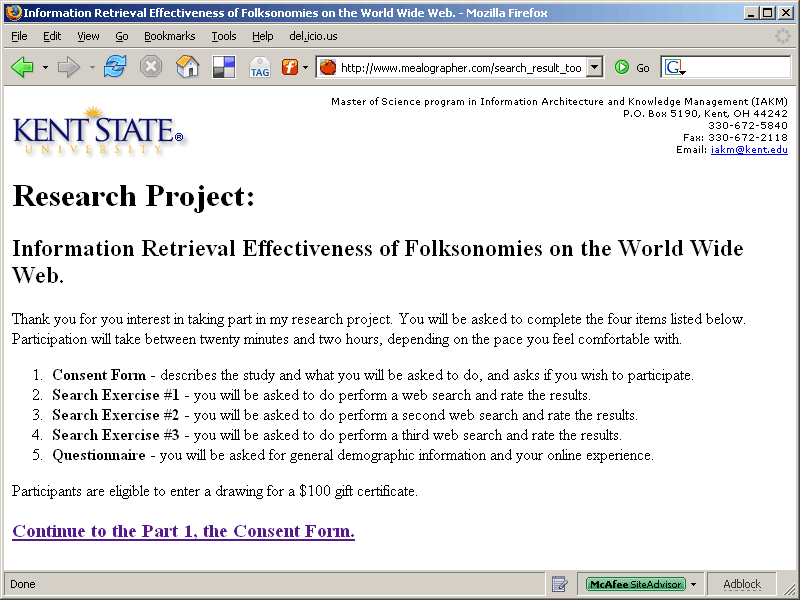 Information Retrieval Effectiveness of Folksonomies on the World Wide Web. - Mozilla Firefox
File Edit View Go Bookmarks Tools Help del.icio.us
TAG http://www.mealographer.com/search_result_too Go G
KENT STATE®
UNIVERSITY
Master of Science program in Information Architecture and Knowledge Management (IAKM)
P.O. Box 5190, Kent, OH 44242
330-672-5840
Fax: 330-672-2118
Email: iakm@kent.edu
Research Project:
Information Retrieval Effectiveness of Folksonomies on the World Wide
Web.
Thank you for you interest in taking part in my research project. You will be asked to complete the four items listed below.
Participation will take between twenty minutes and two hours, depending on the pace you feel comfortable with.
1. Consent Form - describes the study and what you will be asked to do, and asks if you wish to participate.
2. Search Exercise #1 - you will be asked to do perform a web search and rate the results.
3. Search Exercise #2 - you will be asked to do perform a second web search and rate the results.
4. Search Exercise #3 - you will be asked to do perform a third web search and rate the results.
5. Questionnaire - you will be asked for general demographic information and your online experience.
Participants are eligible to enter a drawing for a $100 gift certificate.
Continue to the Part 1, the Consent Form.
Done McAfee SiteAdvisor Adblock